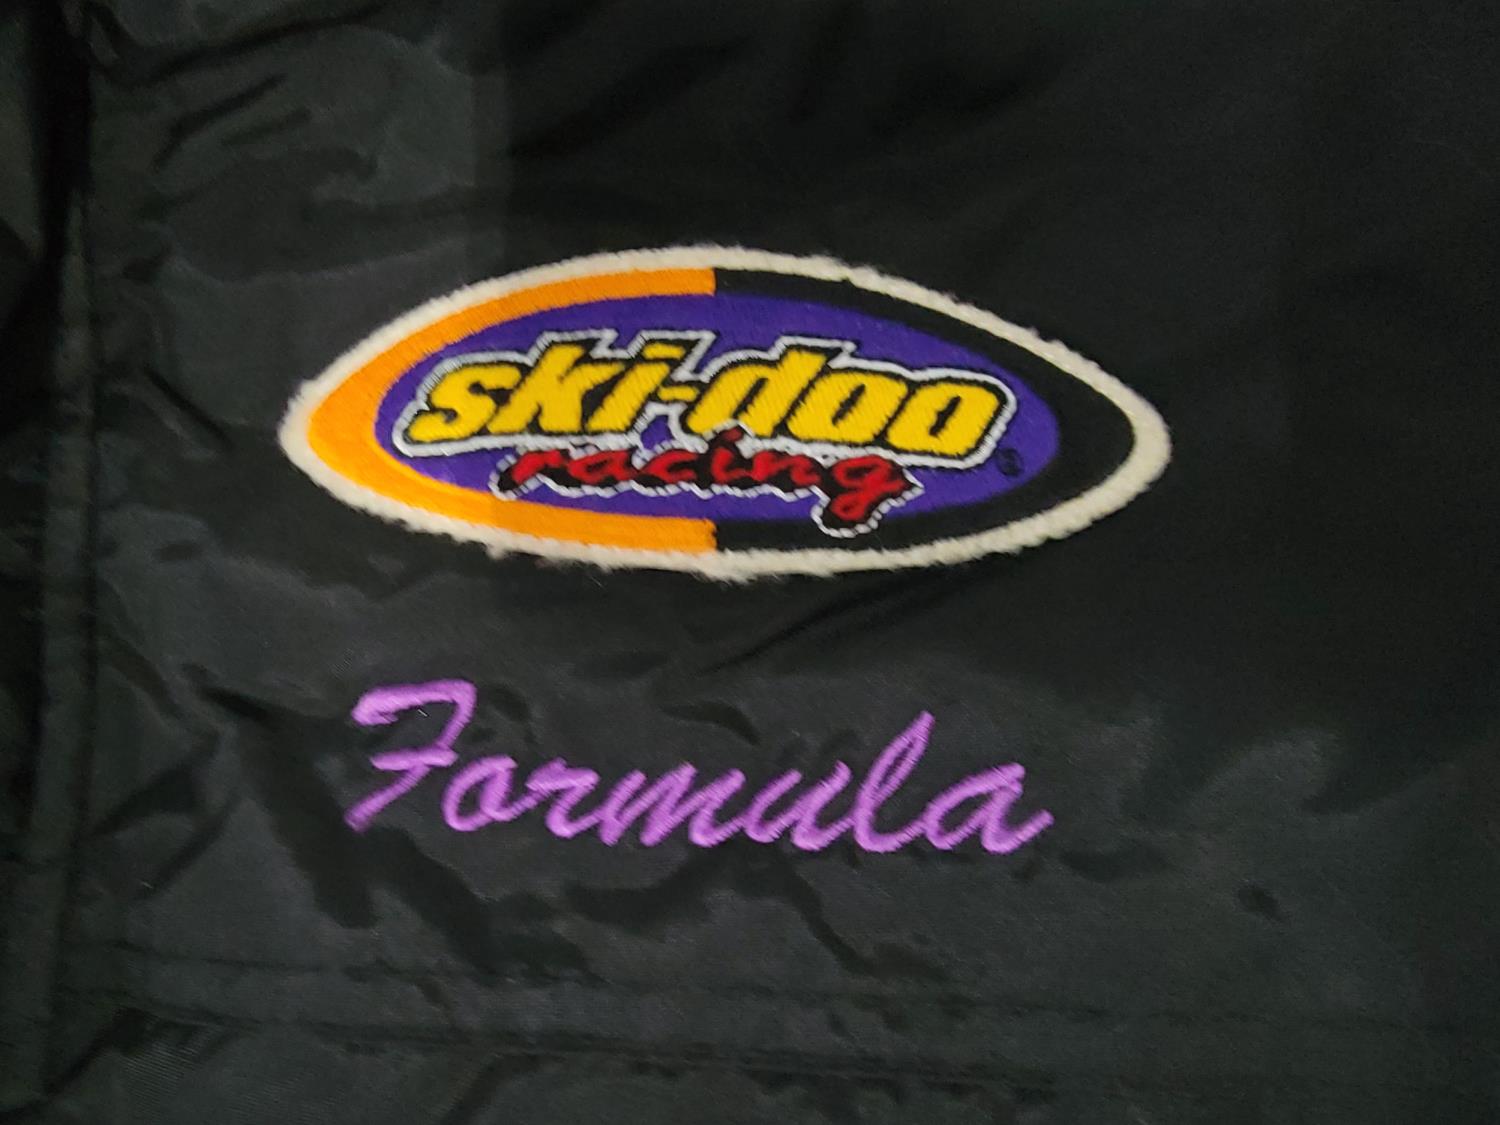 ski-doo
racing
Formula